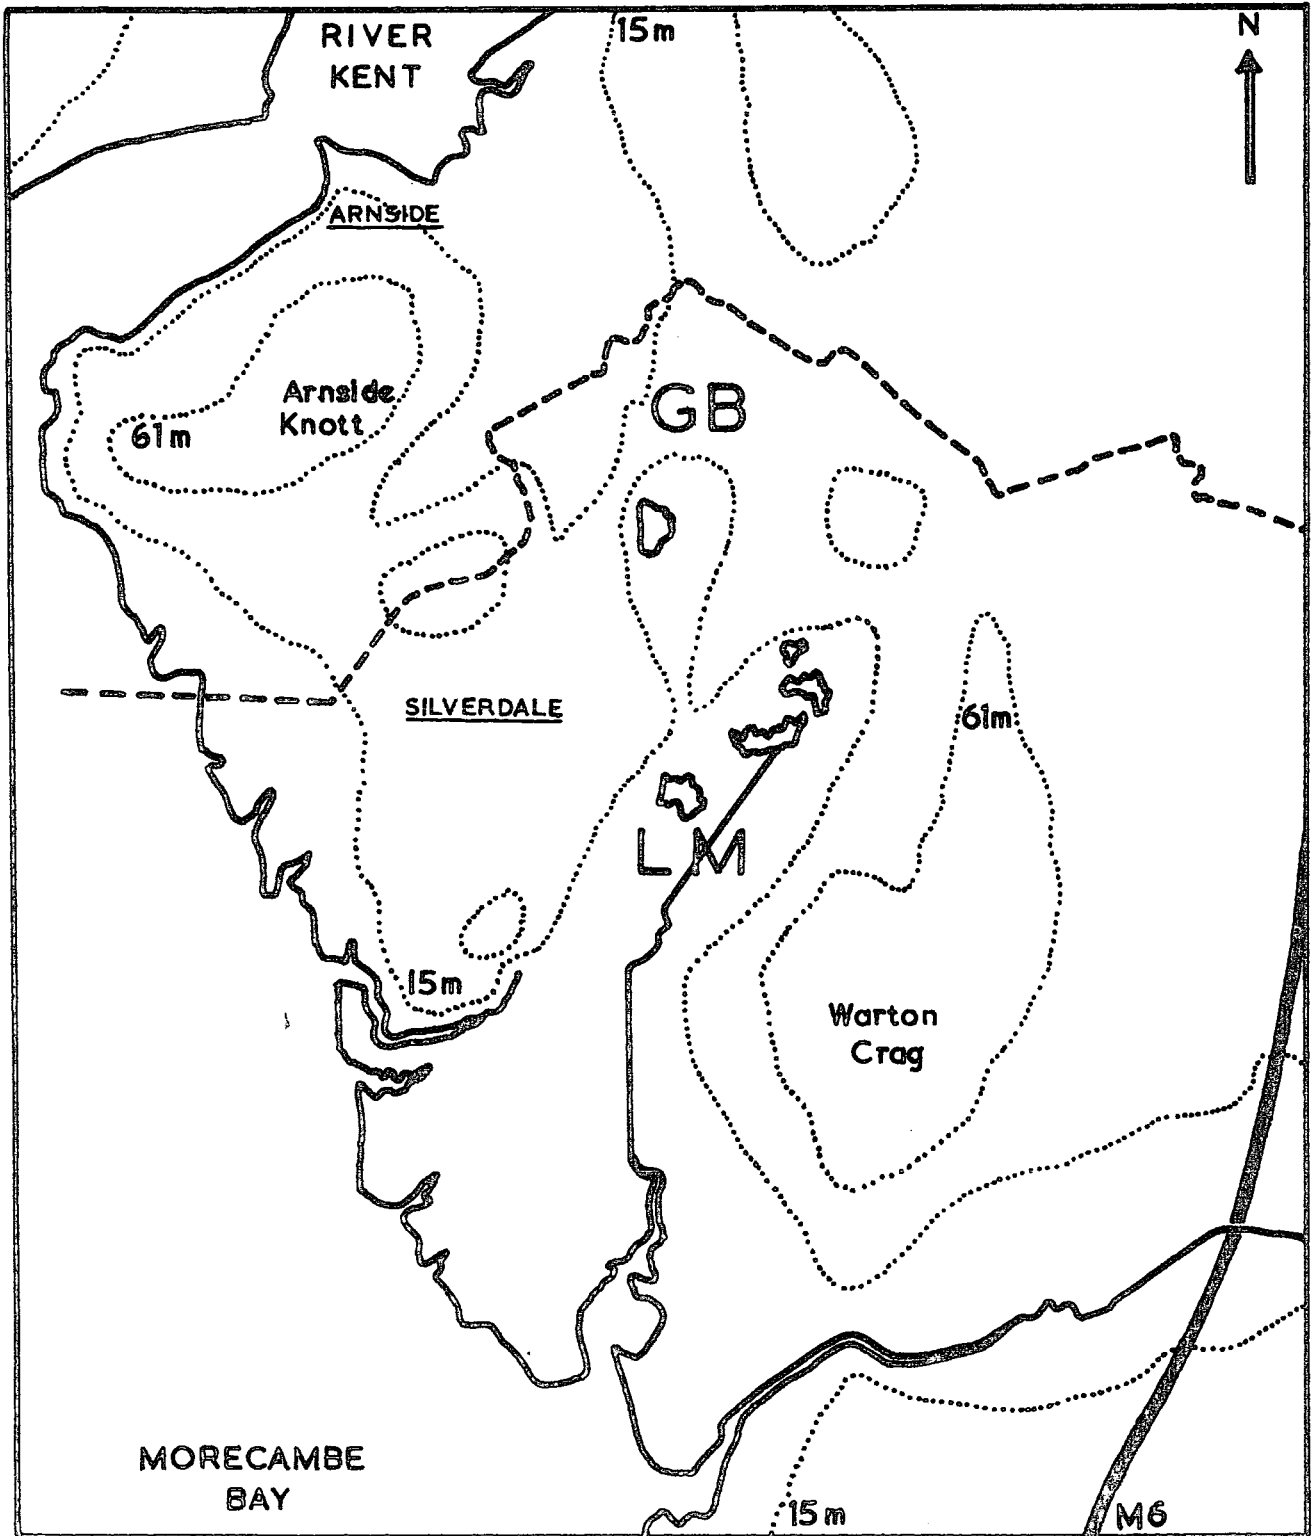 RIVER
KENT
15m
N
ARNSIDE
Arnside
Knott
61m
GB
SILVERDALE
61m
LM
15m
Warton
Crag
MORECAMBE
BAY
15m
M6